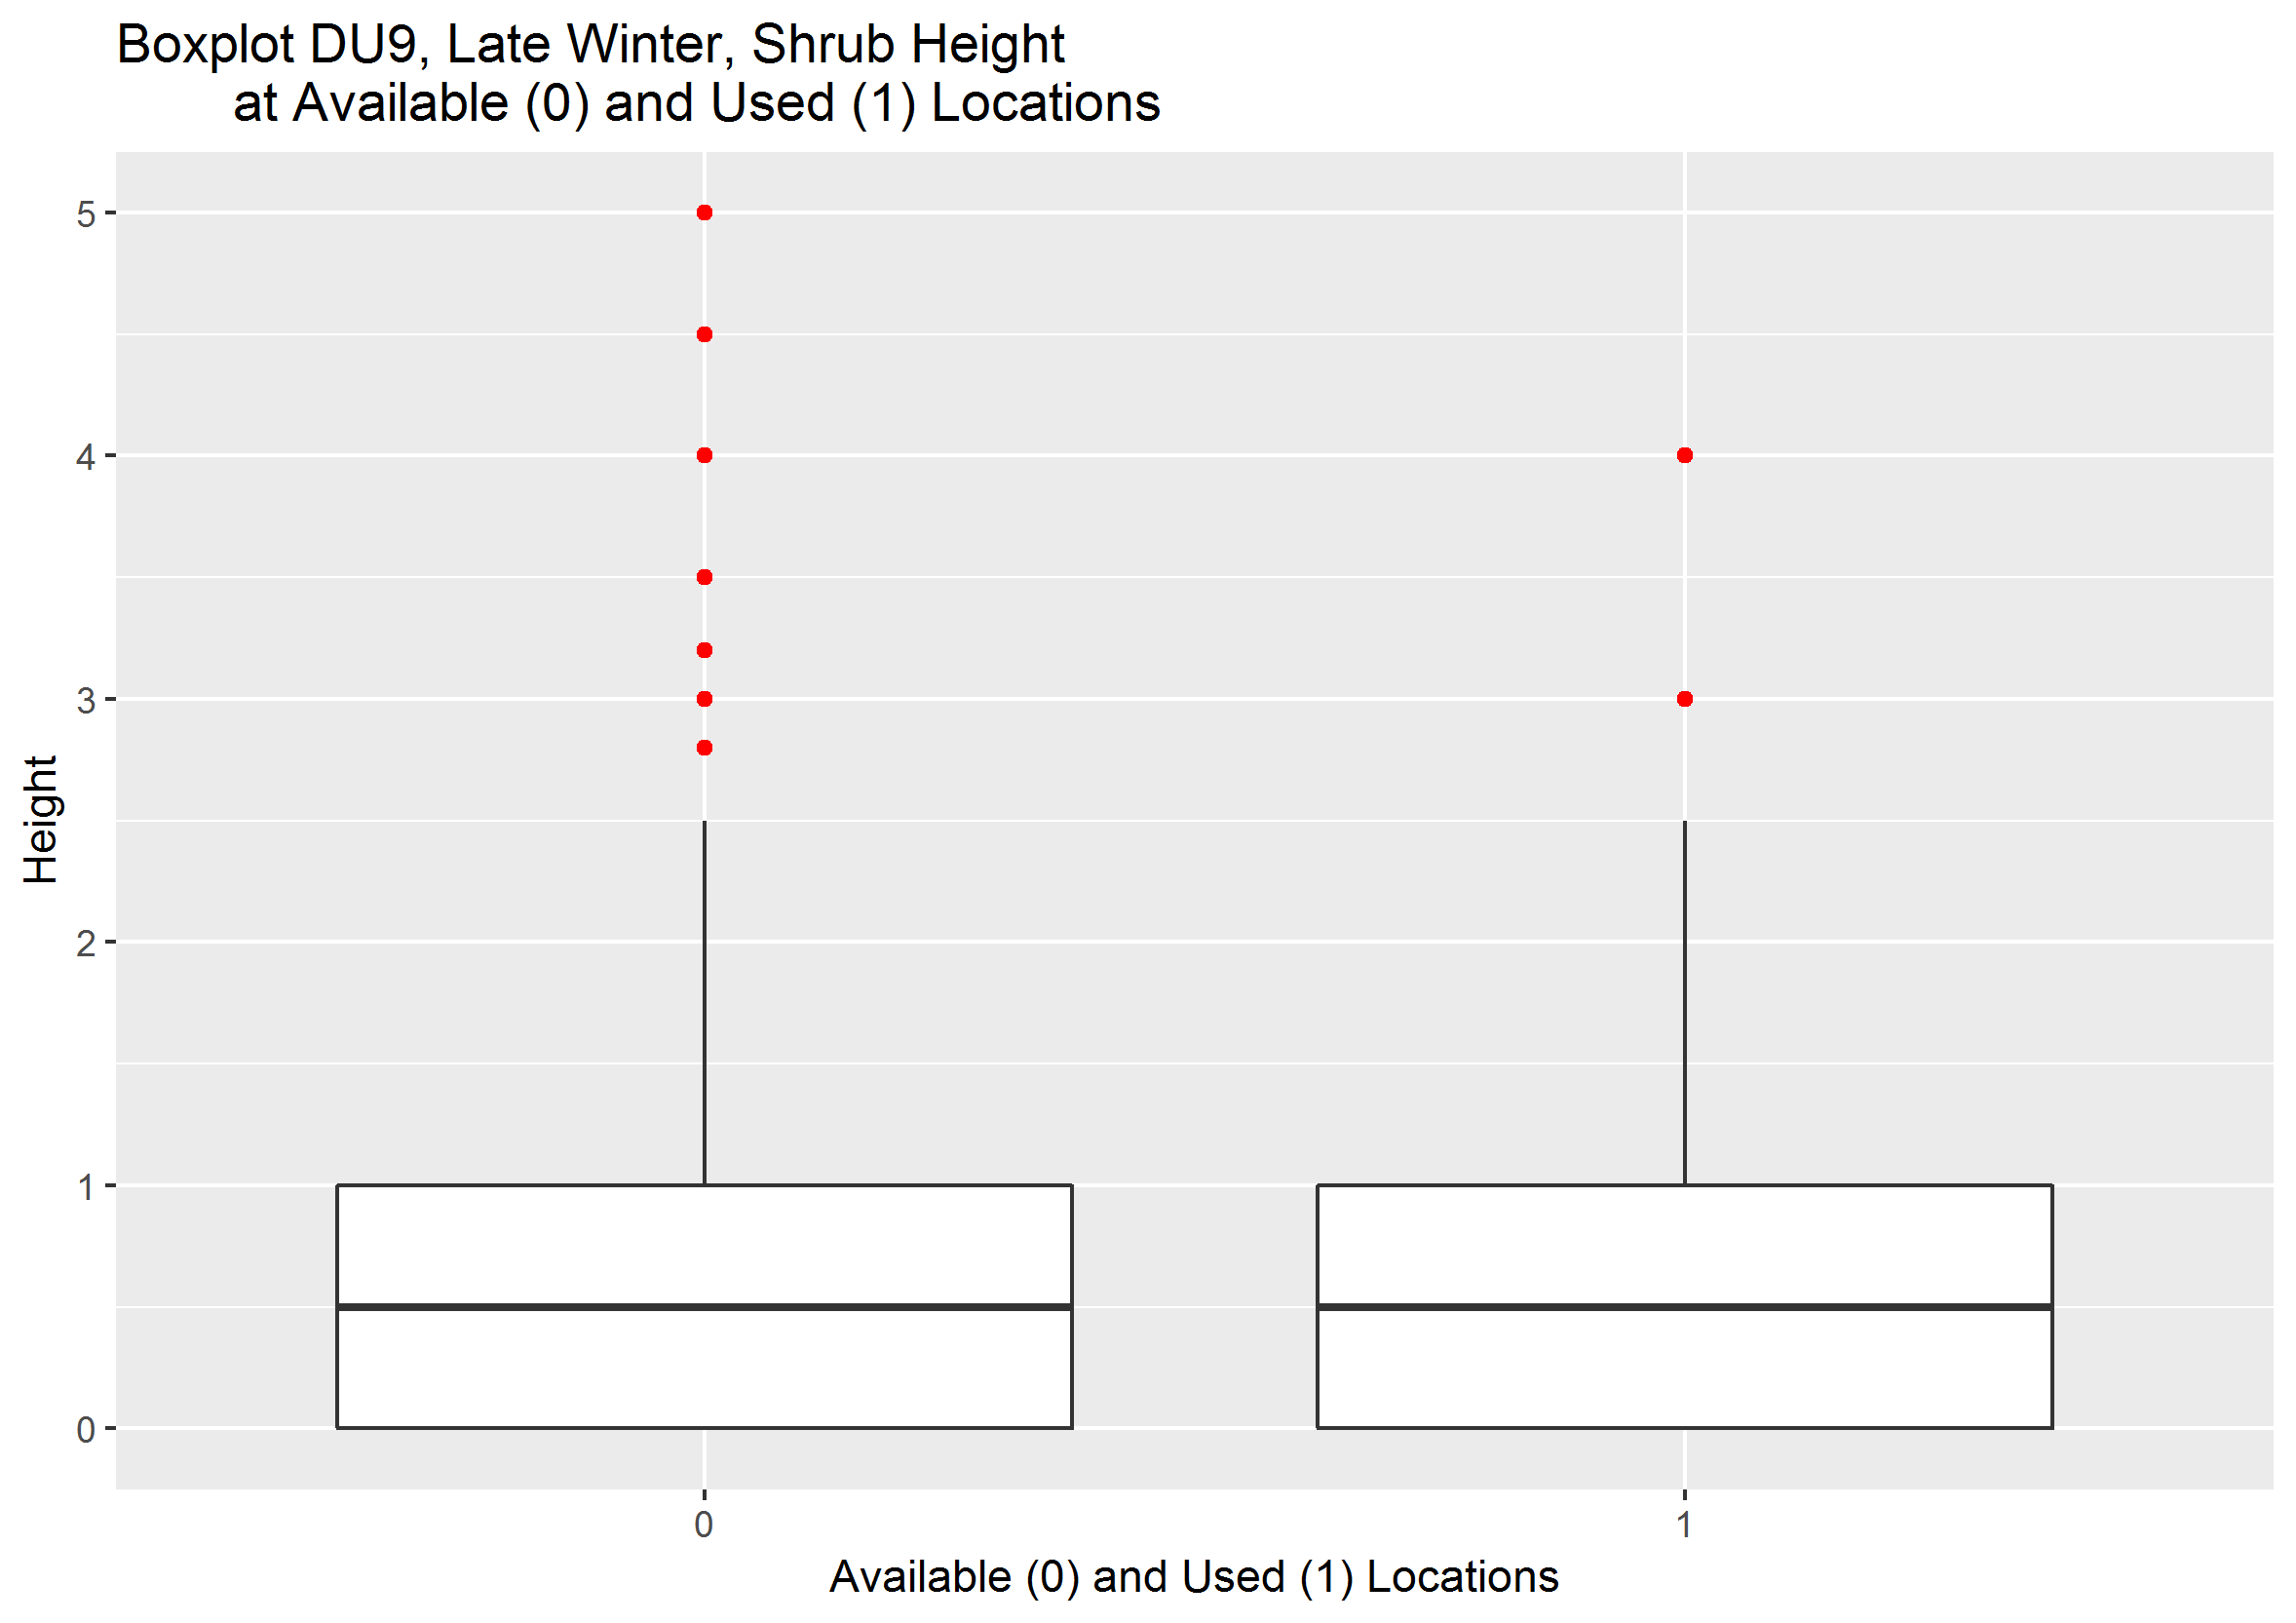 Boxplot DU9, Late Winter, Shrub Height
at Available (0) and Used (1) Locations
5
4
3
2
1
0
Height
0
1
Available (0) and Used (1) Locations